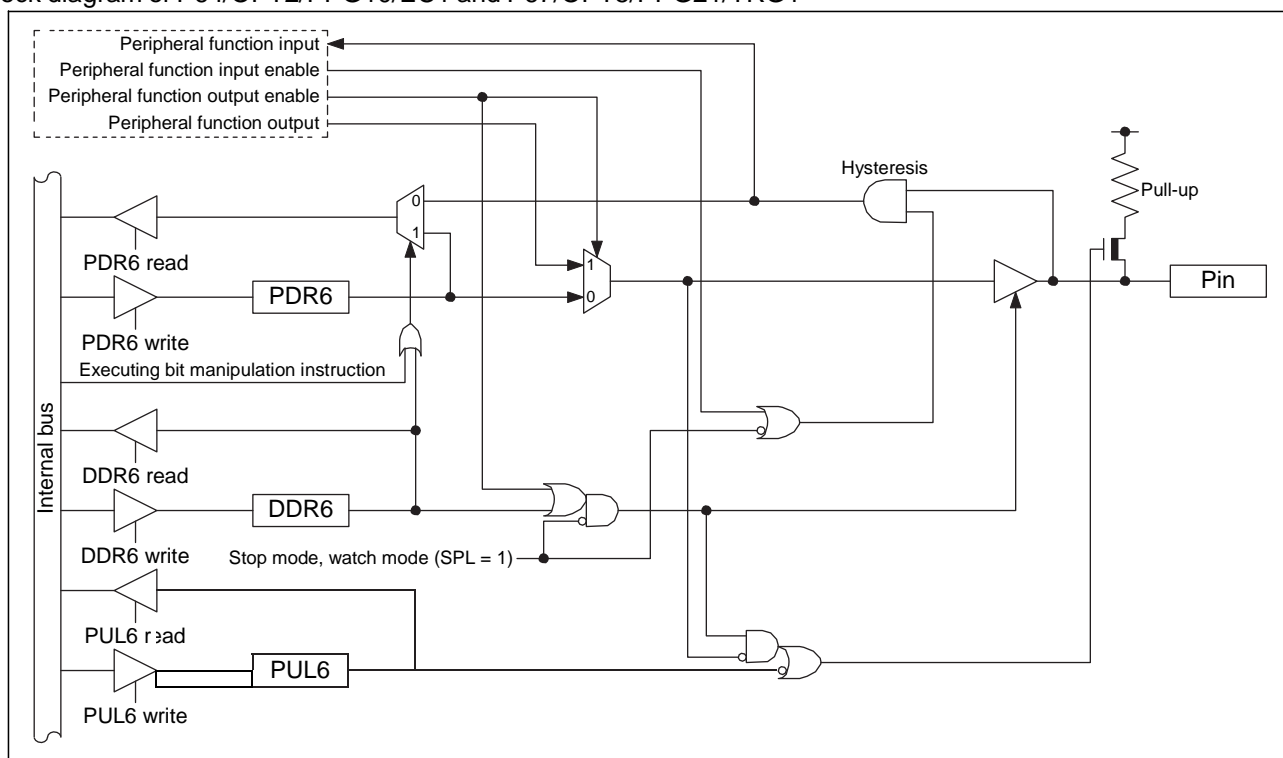 Peripheral function input
Peripheral function input enable
Peripheral function output enable
Peripheral function output
Hysteresis
Pull-up
0
1
PDR6 read
1
0
Pin
PDR6
PDR6 write
Executing bit manipulation instruction
Internal bus
DDR6 read
DDR6
DDR6 write
Stop mode, watch mode (SPL = 1)
PUL6 read
PUL6
PUL6 write